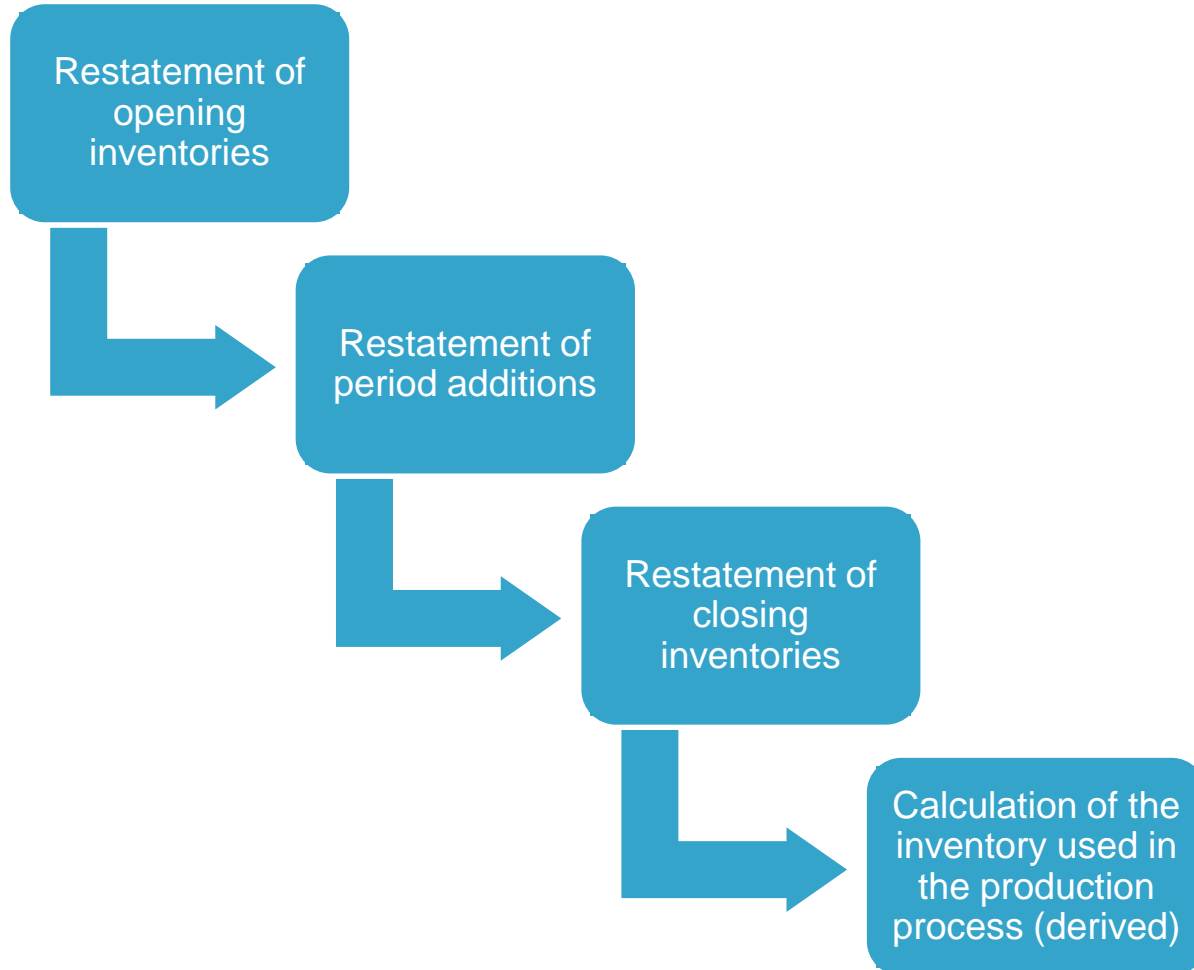 Restatement of
opening
inventories
Restatement of
period additions
Restatement of
closing
inventories
Calculation of the
inventory used in
the production
process (derived)